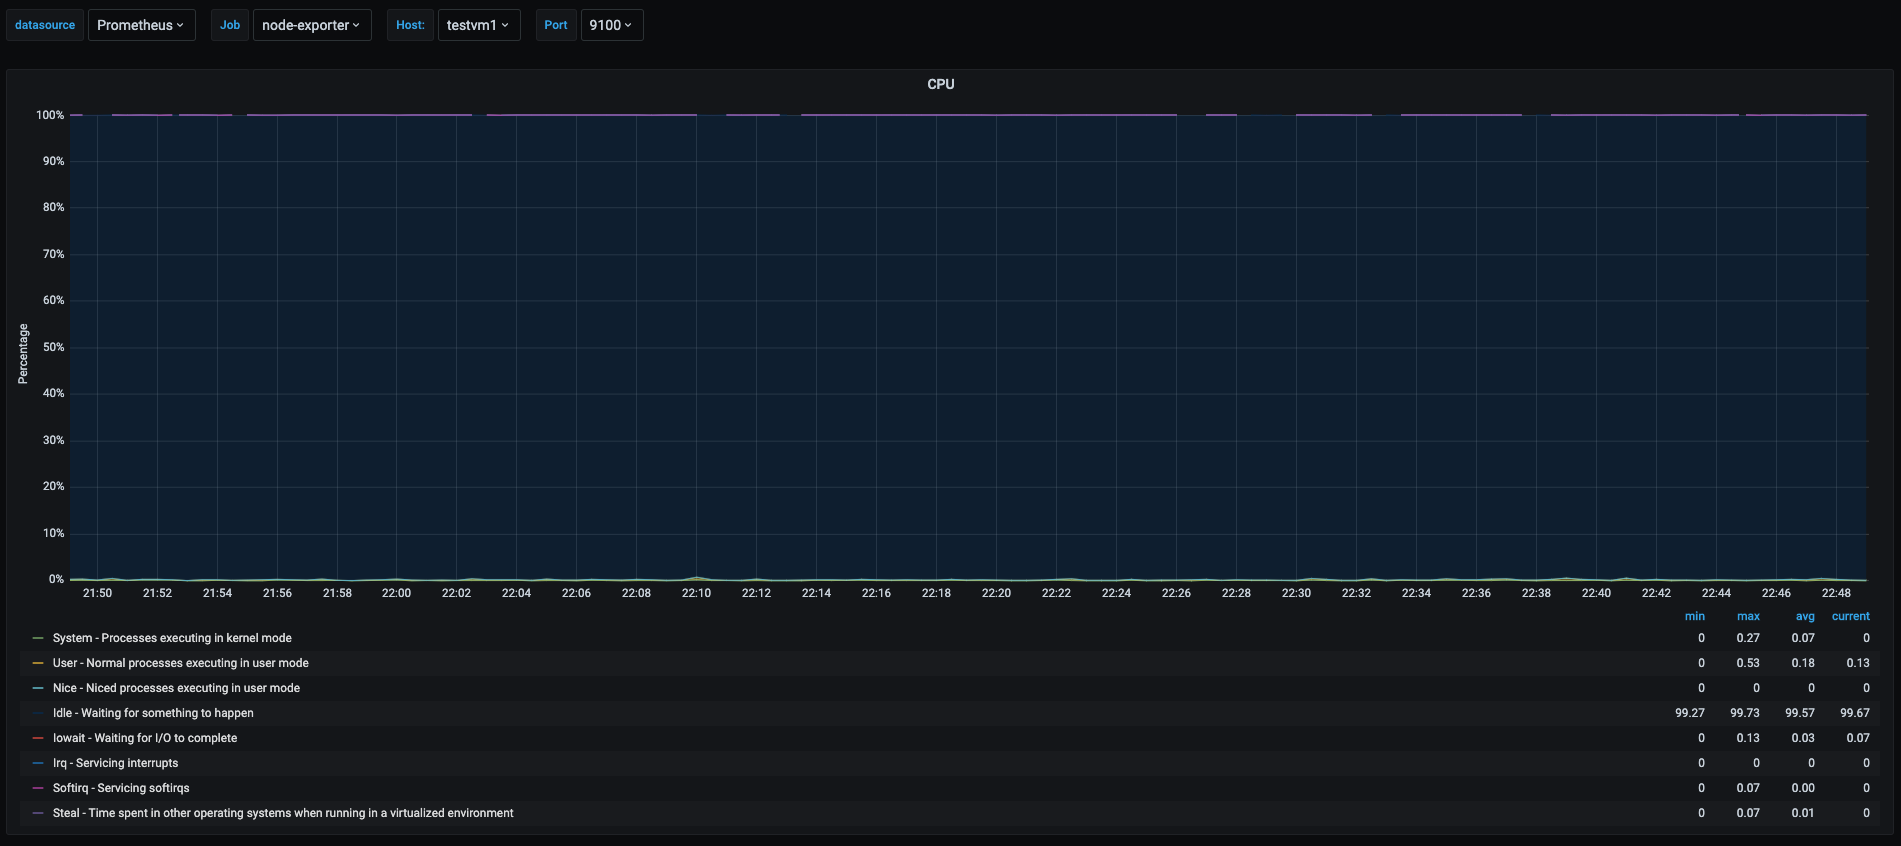 datasource Prometheus Job node-exporter Host: testvm1 Port 9100
CPU
100%
90%
80%
70%
60%
50%
40%
30%
20%
10%
0%
Percentage
21:50 21:52 21:54 21:56 21:58 22:00 22:02 22:04 22:06 22:08 22:10 22:12 22:14 22:16 22:18 22:20 22:22 22:24 22:26 22:28 22:30 22:32 22:34 22:36 22:38 22:40 22:42 22:44 22:46 22:48
min max avg current
System - Processes executing in kernel mode 0 0.27 0.07 0
User - Normal processes executing in user mode 0 0.53 0.18 0.13
Nice - Niced processes executing in user mode 0 0 0 0
Idle - Waiting for something to happen 99.27 99.73 99.57 99.67
Iowait - Waiting for I/O to complete 0 0.13 0.03 0.07
Irq - Servicing interrupts 0 0 0 0
Softirq - Servicing softirqs 0 0.07 0.00 0
Steal - Time spent in other operating systems when running in a virtualized environment 0 0.07 0.01 0